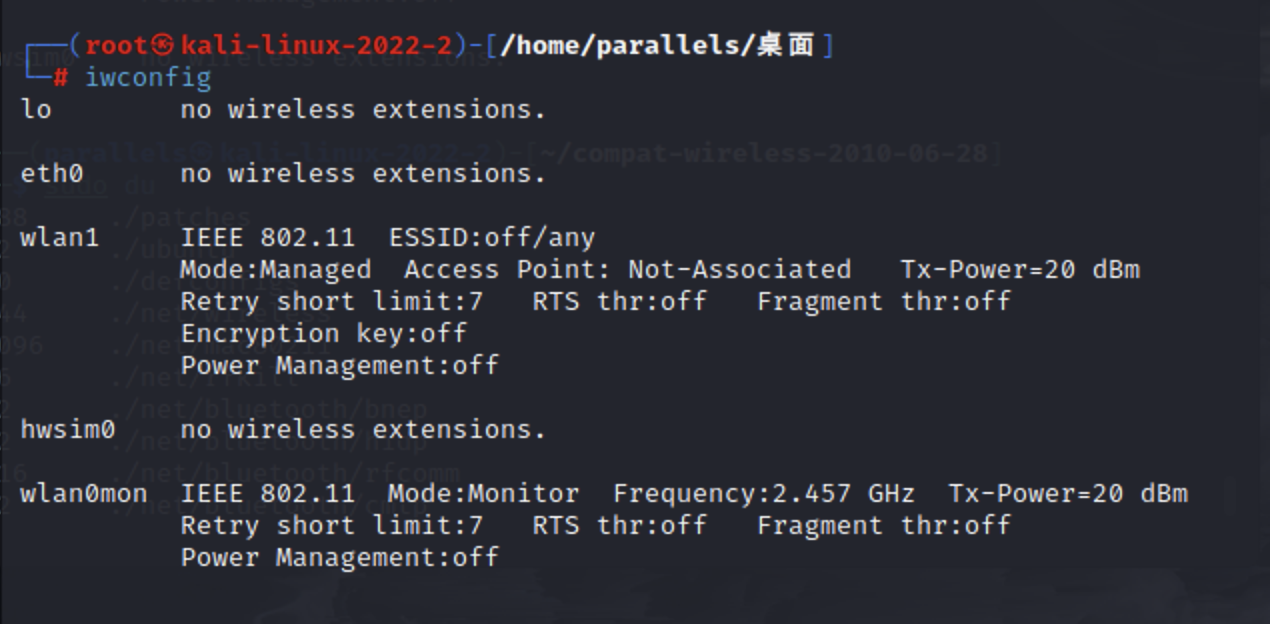 ┌──(root㉿kali-linux-2022-2)-[/home/parallels/桌面]
└─# iwconfig
lo        no wireless extensions.
eth0      no wireless extensions.
wlan1     IEEE 802.11  ESSID:off/any
          Mode:Managed  Access Point: Not-Associated   Tx-Power=20 dBm
          Retry short limit:7   RTS thr:off   Fragment thr:off
          Encryption key:off
          Power Management:off
hwsim0    no wireless extensions.
wlan0mon  IEEE 802.11  Mode:Monitor  Frequency:2.457 GHz  Tx-Power=20 dBm
          Retry short limit:7   RTS thr:off   Fragment thr:off
          Power Management:off